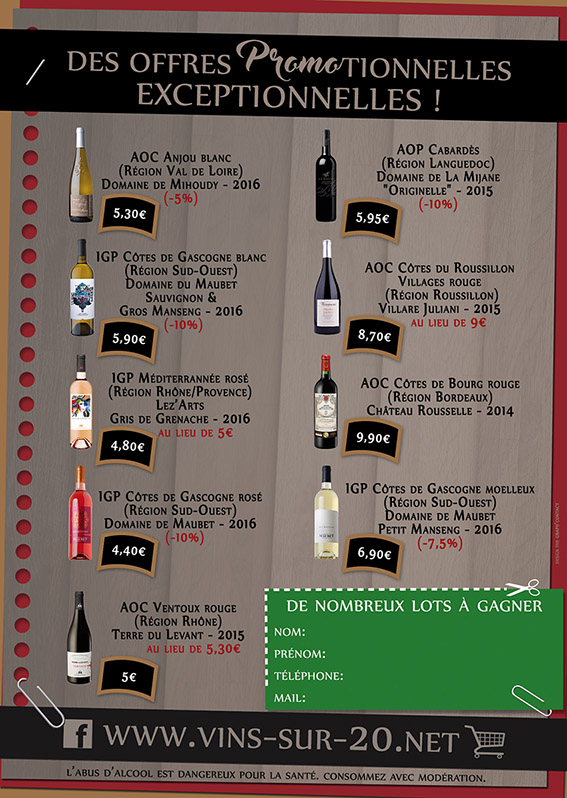 DES OFFRES PromoTIONNELLES
EXCEPTIONNELLES !
AOC Anjou blanc
(Région Val de Loire)
Domaine de Mihoudy - 2016
(-5%)
5,30€
IGP Côtes de Gascogne blanc
(Région Sud-Ouest)
Domaine du Maubet
Sauvignon &
Gros Manseng - 2016
(-10%)
5,90€
IGP Méditerrannée rosé
(Région Rhône/Provence)
Lez'Arts
Gris de Grenache - 2016
au lieu de 5€
4,80€
IGP Côtes de Gascogne rosé
(Région Sud-Ouest)
Domaine de Maubet - 2016
(-10%)
4,40€
AOC Ventoux rouge
(Région Rhône)
Terre du Levant - 2015
au lieu de 5,30€
5€
AOP Cabardès
(Région Languedoc)
Domaine de La Mijane
"Originelle" - 2015
(-10%)
5,95€
AOC Côtes du Roussillon
Villages rouge
(Région Roussillon)
Villare Juliani - 2015
au lieu de 9€
8,70€
AOC Côtes de Bourg rouge
(Région Bordeaux)
Château Rousselle - 2014
9,90€
IGP Côtes de Gascogne moelleux
(Région Sud-Ouest)
Domaine de Maubet
Petit Manseng - 2016
(-7,5%)
6,90€
de nombreux lots à gagner
nom:
prénom:
téléphone:
mail:
f www.vins-sur-20.net
L'abus d'alcool est dangereux pour la santé. Consommez avec modération.